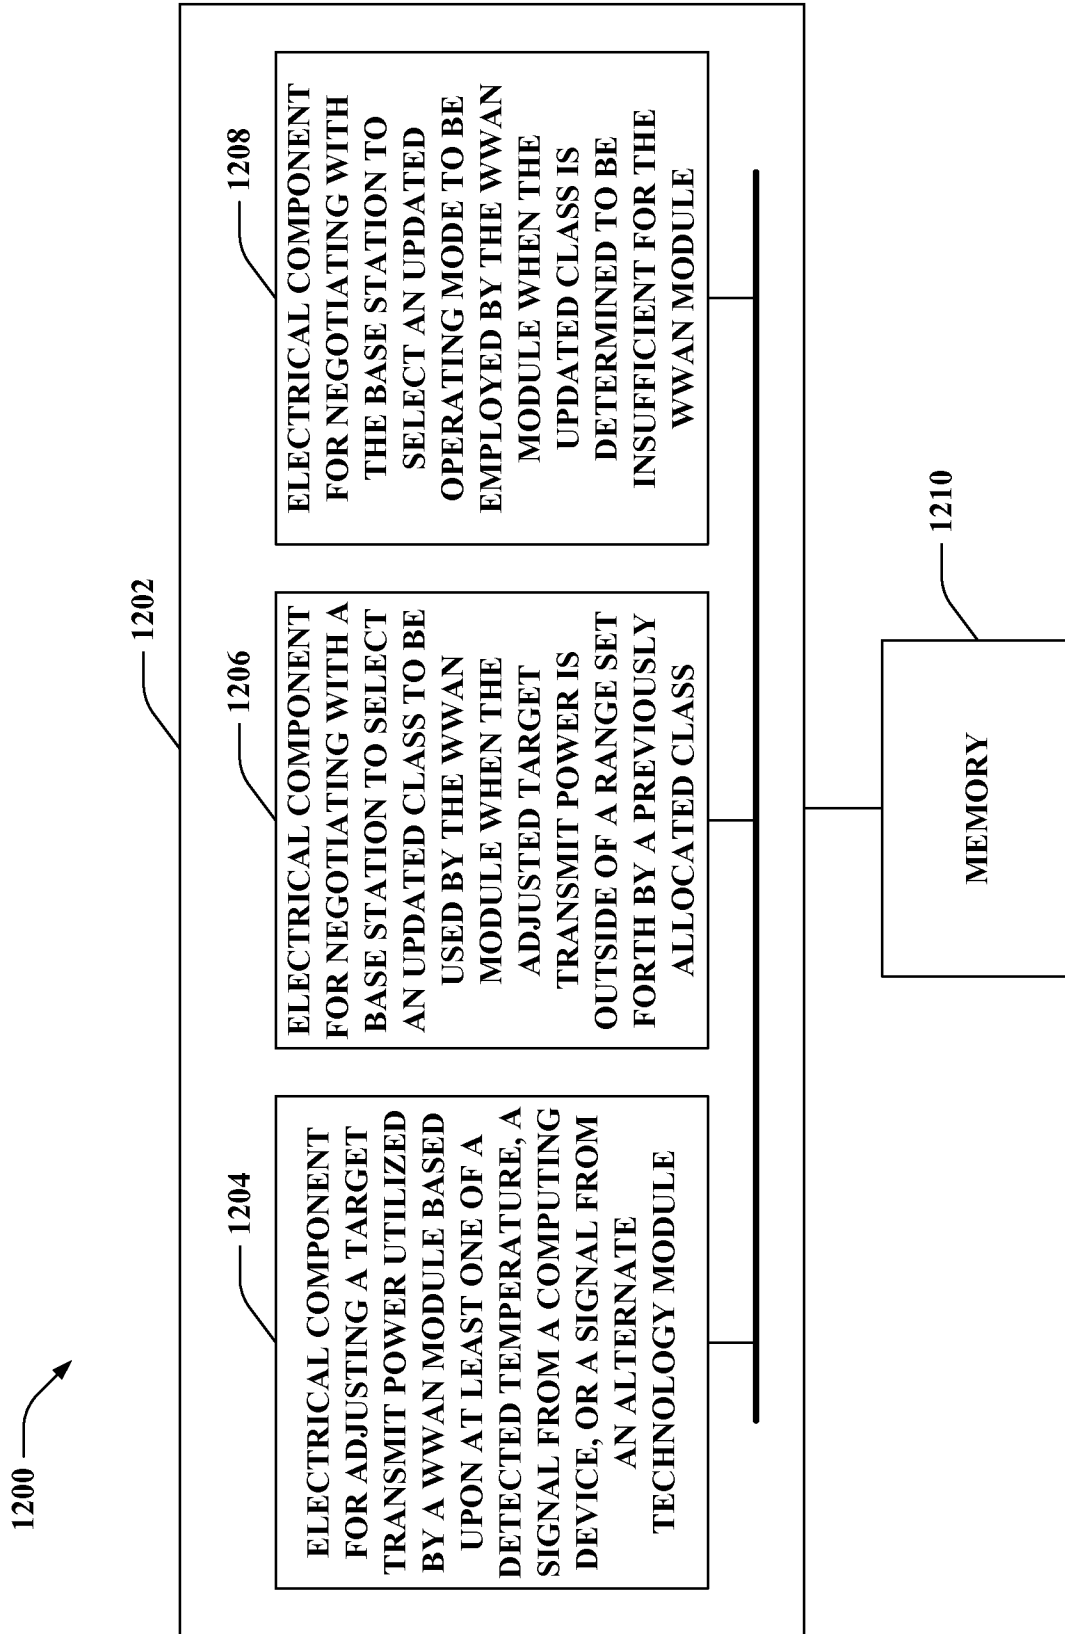 1200
1202
1204
ELECTRICAL COMPONENT
FOR ADJUSTING A TARGET
TRANSMIT POWER UTILIZED
BY A WWAN MODULE BASED
UPON AT LEAST ONE OF A
DETECTED TEMPERATURE, A
SIGNAL FROM A COMPUTING
DEVICE, OR A SIGNAL FROM
AN ALTERNATE
TECHNOLOGY MODULE
1206
ELECTRICAL COMPONENT
FOR NEGOTIATING WITH A
BASE STATION TO SELECT
AN UPDATED CLASS TO BE
USED BY THE WWAN
MODULE WHEN THE
ADJUSTED TARGET
TRANSMIT POWER IS
OUTSIDE OF A RANGE SET
FORTH BY A PREVIOUSLY
ALLOCATED CLASS
1208
ELECTRICAL COMPONENT
FOR NEGOTIATING WITH
THE BASE STATION TO
SELECT AN UPDATED
OPERATING MODE TO BE
EMPLOYED BY THE WWAN
MODULE WHEN THE
UPDATED CLASS IS
DETERMINED TO BE
INSUFFICIENT FOR THE
WWAN MODULE
1210
MEMORY